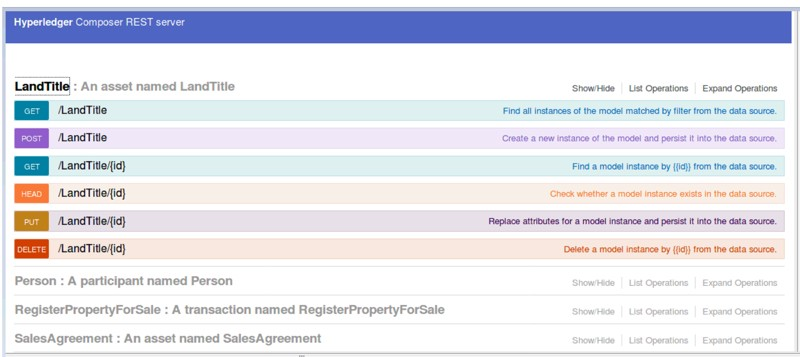 Hyperledger Composer REST server
LandTitle : An asset named LandTitle Show/Hide List Operations Expand Operations
GET /LandTitle Find all instances of the model matched by filter from the data source.
POST /LandTitle Create a new instance of the model and persist it into the data source.
GET /LandTitle/{id} Find a model instance by {{id}} from the data source.
HEAD /LandTitle/{id} Check whether a model instance exists in the data source.
PUT /LandTitle/{id} Replace attributes for a model instance and persist it into the data source.
DELETE /LandTitle/{id} Delete a model instance by {{id}} from the data source.
Person : A participant named Person Show/Hide List Operations Expand Operations
RegisterPropertyForSale : A transaction named RegisterPropertyForSale Show/Hide List Operations Expand Operations
SalesAgreement : An asset named SalesAgreement Show/Hide List Operations Expand Operations